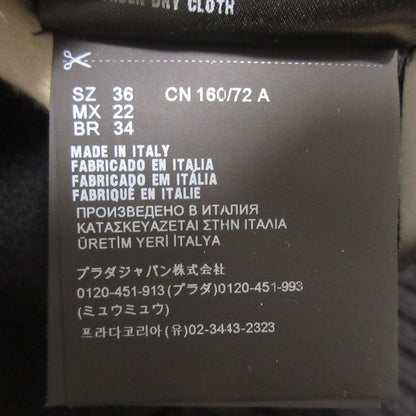 UNDER DRY CLOTH
SZ 36 CN 160/72 A
MX 22
BR 34
MADE IN ITALY
FABRICADO EN ITALIA
FABRICADO EM ITÁLIA
FABRIQUÉ EN ITALIE
ПРОИЗВЕДЕНО В ИТАЛИЯ
ΚΑΤΑΣΚΕΥΑΖΕΤΑΙ ΣΤΗΝ ΙΤΑΛΙΑ
ÜRETİM YERİ İTALYA
プラダジャパン株式会社
0120-451-913(プラダ)0120-451-993
(ミュウミュウ)
프라다코리아(유)02-3443-2323